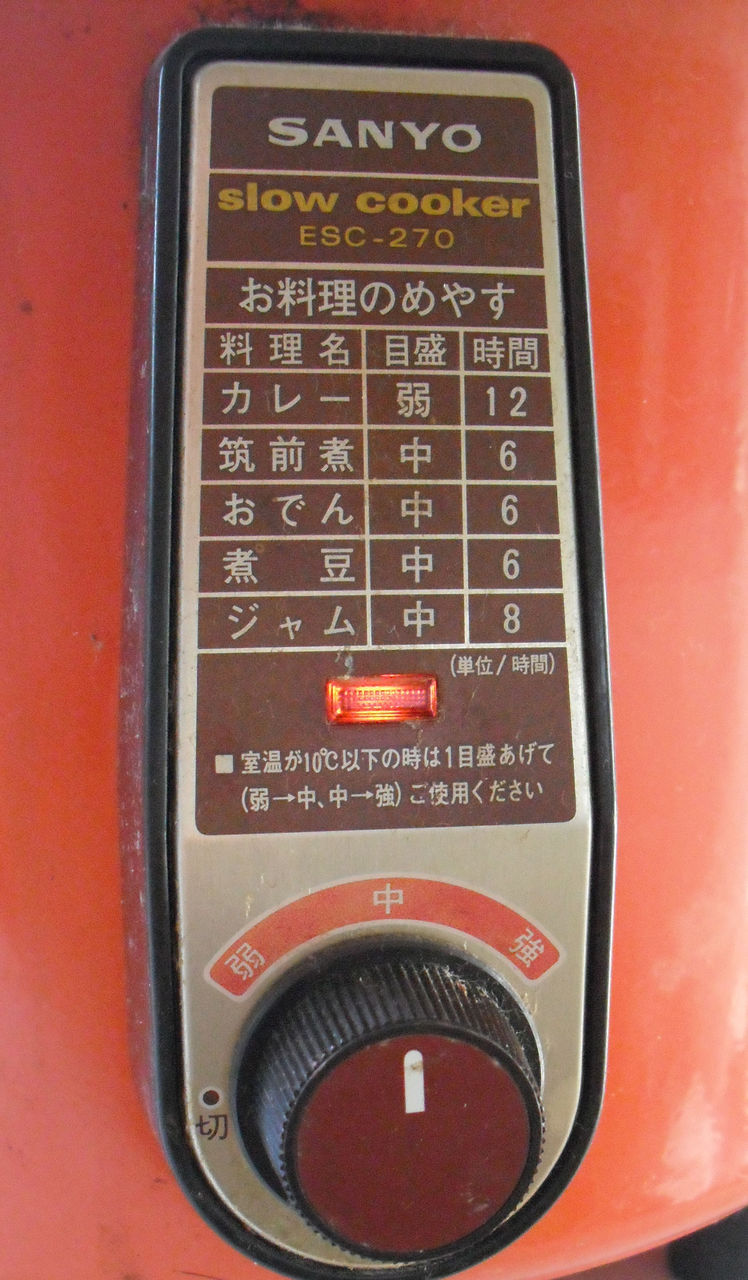 SANYO
slow cooker
ESC-270
お料理のめやす
料理名 目盛 時間
カレー 弱 12
筑前煮 中 6
おでん 中 6
煮豆 中 6
ジャム 中 8
(単位/時間)
■室温が10℃以下の時は1目盛あげて
(弱→中、中→強)ご使用ください
弱 中 強
切